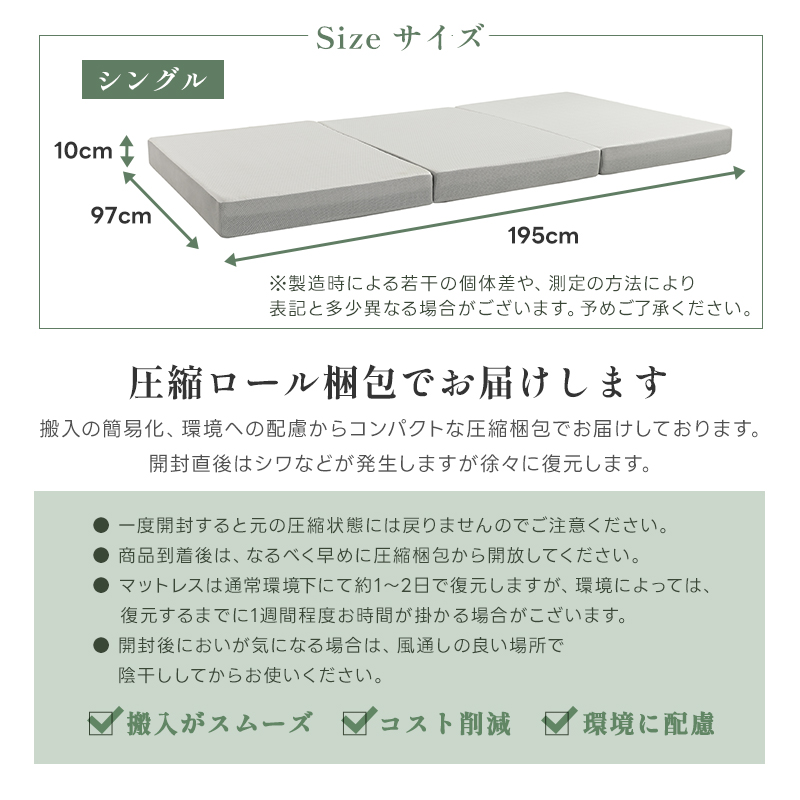 Size サイズ
シングル
10cm
97cm
195cm
※製造時による若干の個体差や、測定の方法により
表記と多少異なる場合がございます。予めご了承ください。
圧縮ロール梱包でお届けします
搬入の簡易化、環境への配慮からコンパクトな圧縮梱包でお届けしております。
開封直後はシワなどが発生しますが徐々に復元します。
● 一度開封すると元の圧縮状態には戻りませんのでご注意ください。
● 商品到着後は、なるべく早めに圧縮梱包から開放してください。
● マットレスは通常環境下にて約1~2日で復元しますが、環境によっては、
復元するまでに1週間程度お時間が掛かる場合がこざいます。
● 開封後においが気になる場合は、風通しの良い場所で
陰干ししてからお使いください。
搬入がスムーズ コスト削減 環境に配慮